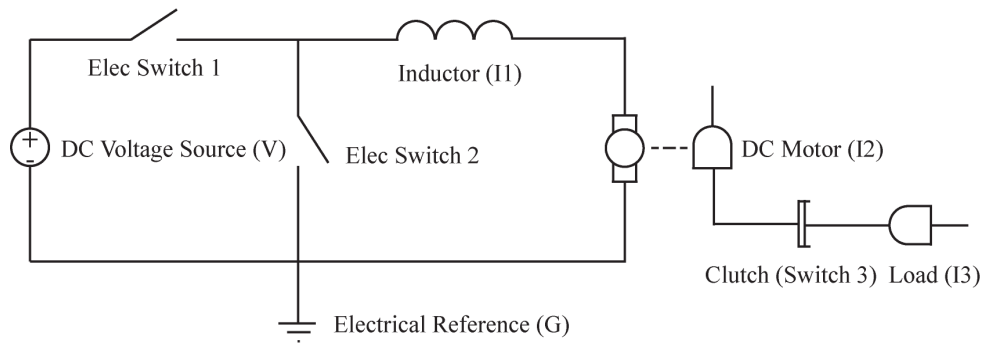 Elec Switch 1
Inductor (I1)
+
-
DC Voltage Source (V)
Elec Switch 2
DC Motor (I2)
Clutch (Switch 3)
Load (I3)
Electrical Reference (G)